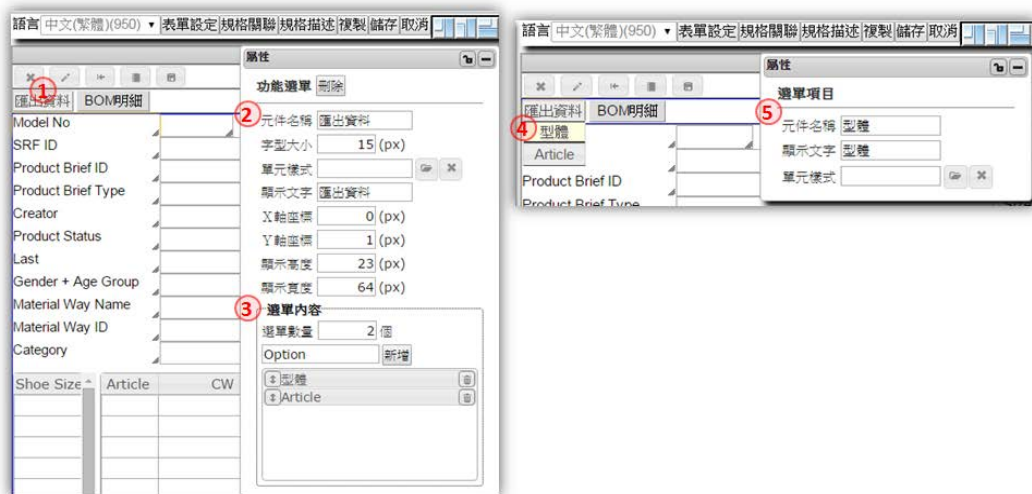 語言 中文(繁體)(950) 表單設定 規格關聯 規格描述 複製 儲存 取消
匯出資料 BOM明細
Model No
SRF ID
Product Brief ID
Product Brief Type
Creator
Product Status
Last
Gender + Age Group
Material Way Name
Material Way ID
Category
Shoe Size Article CW
1
屬性
功能選單 刪除
2
元件名稱 匯出資料
字型大小 15 (px)
單元樣式
顯示文字 匯出資料
X軸座標 0 (px)
Y軸座標 1 (px)
顯示高度 23 (px)
顯示寬度 64 (px)
3 選單內容
選單數量 2 個
Option 新增
型體
Article
語言 中文(繁體)(950) 表單設定 規格關聯 規格描述 複製 儲存 取消
匯出資料 BOM明細
4 型體
Article
Product Brief ID
Product Brief Type
屬性
選單項目
5
元件名稱 型體
顯示文字 型體
單元樣式